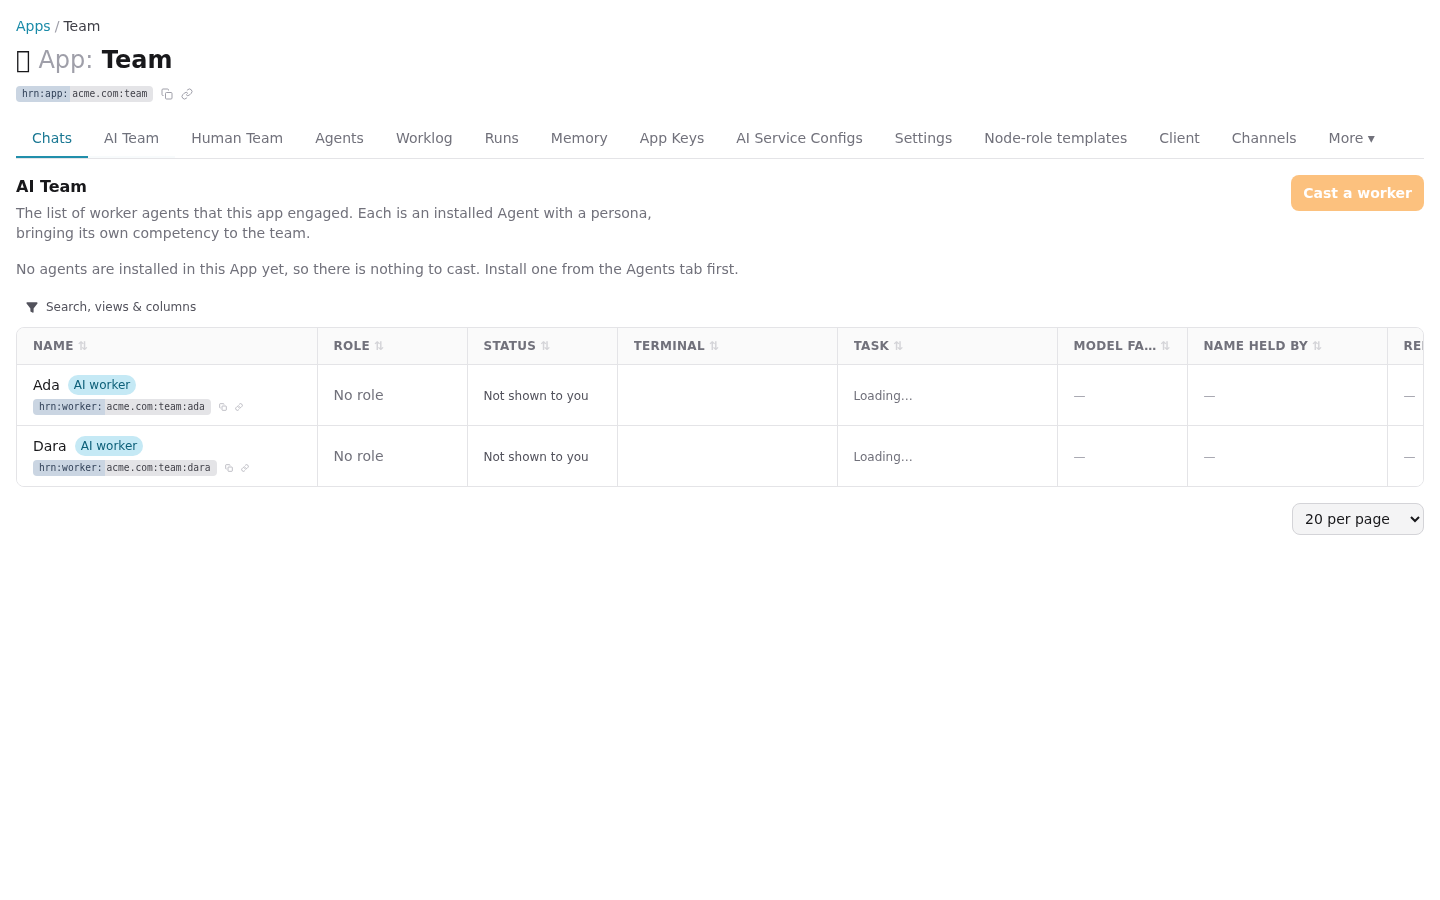 Apps / Team
App: Team
hrn:app: acme.com:team
Chats AI Team Human Team Agents Worklog Runs Memory App Keys AI Service Configs Settings Node-role templates Client Channels More ▾
AI Team
Cast a worker
The list of worker agents that this app engaged. Each is an installed Agent with a persona,
bringing its own competency to the team.
No agents are installed in this App yet, so there is nothing to cast. Install one from the Agents tab first.
Search, views & columns
NAME ⇅ ROLE ⇅ STATUS ⇅ TERMINAL ⇅ TASK ⇅ MODEL FA… ⇅ NAME HELD BY ⇅
Ada AI worker No role Not shown to you Loading… — — —
hrn:worker: acme.com:team:ada
Dara AI worker No role Not shown to you Loading… — — —
hrn:worker: acme.com:team:dara
20 per page